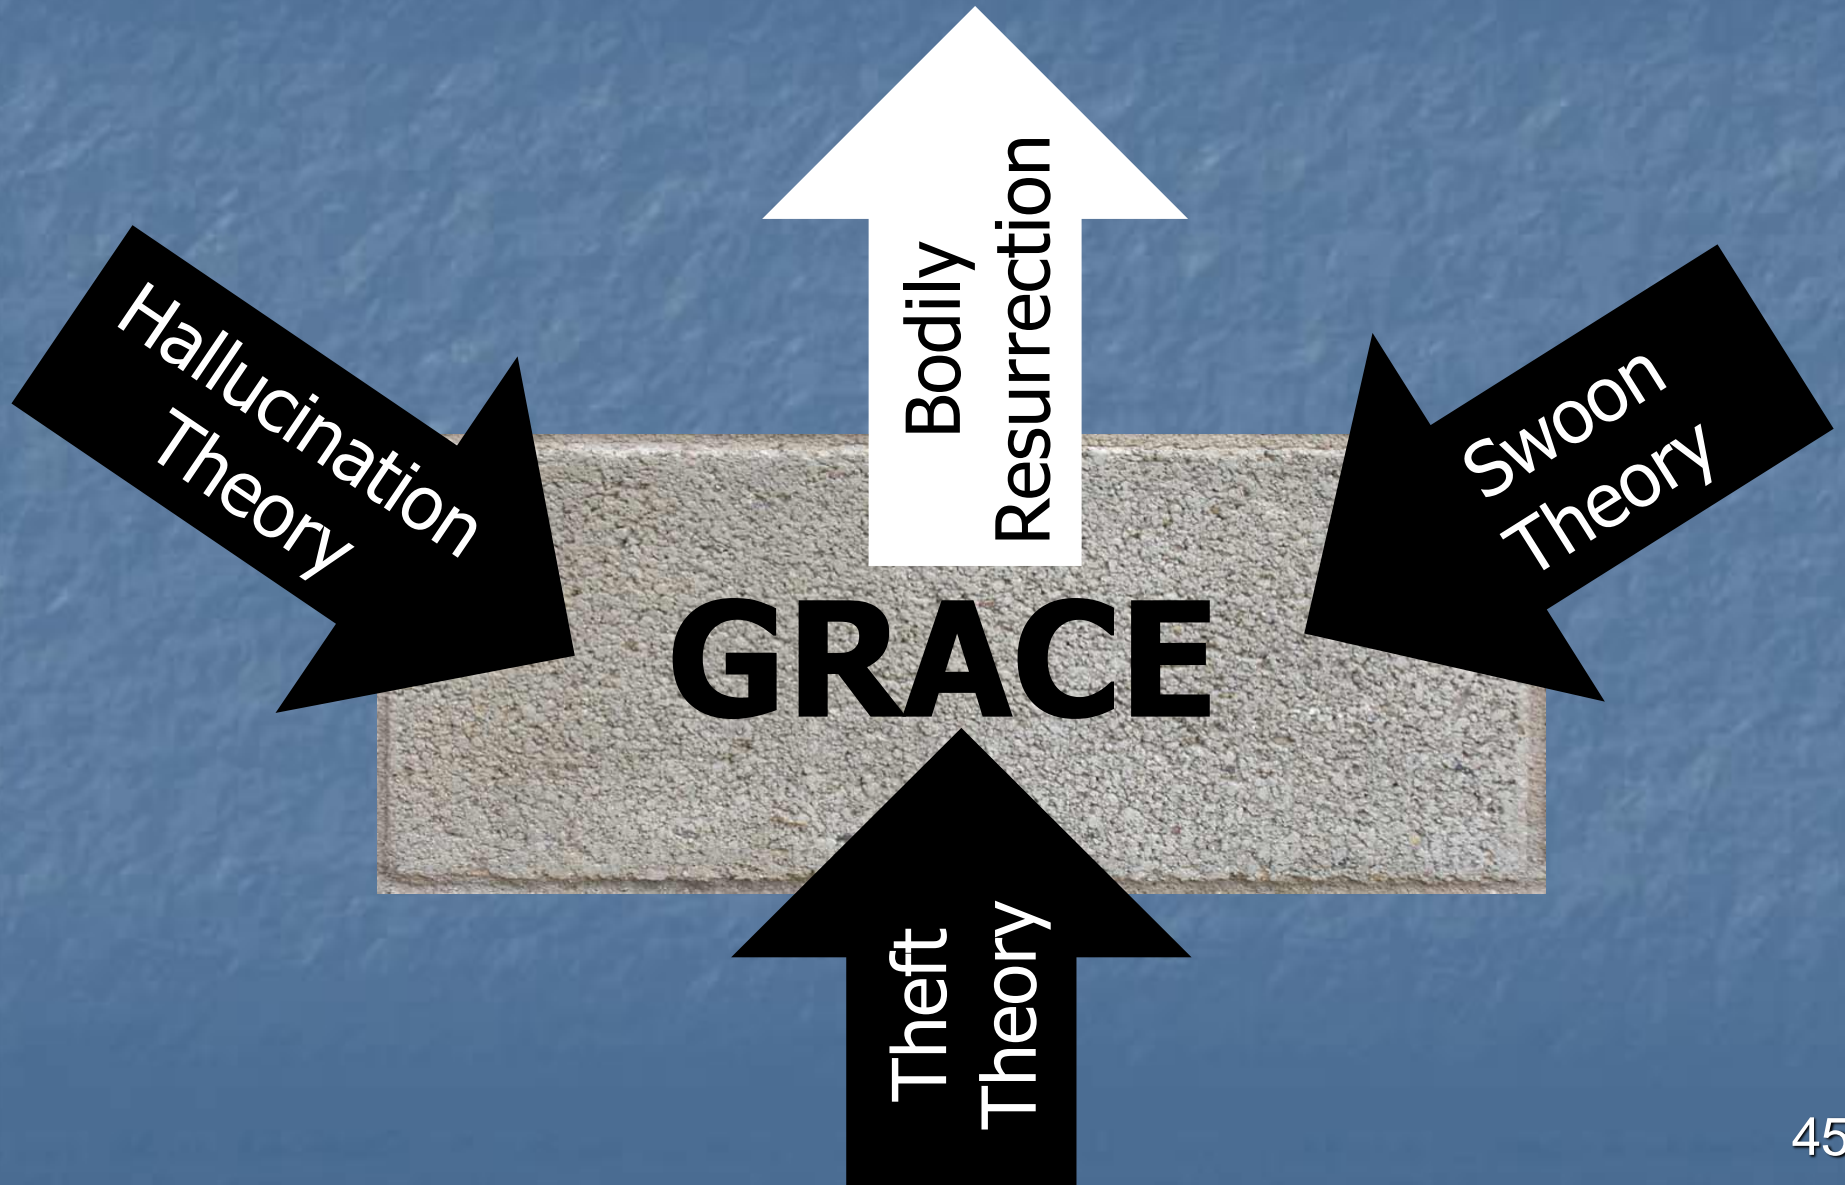 Bodily
Resurrection
Hallucination
Theory
Swoon
Theory
GRACE
Theft
Theory
45